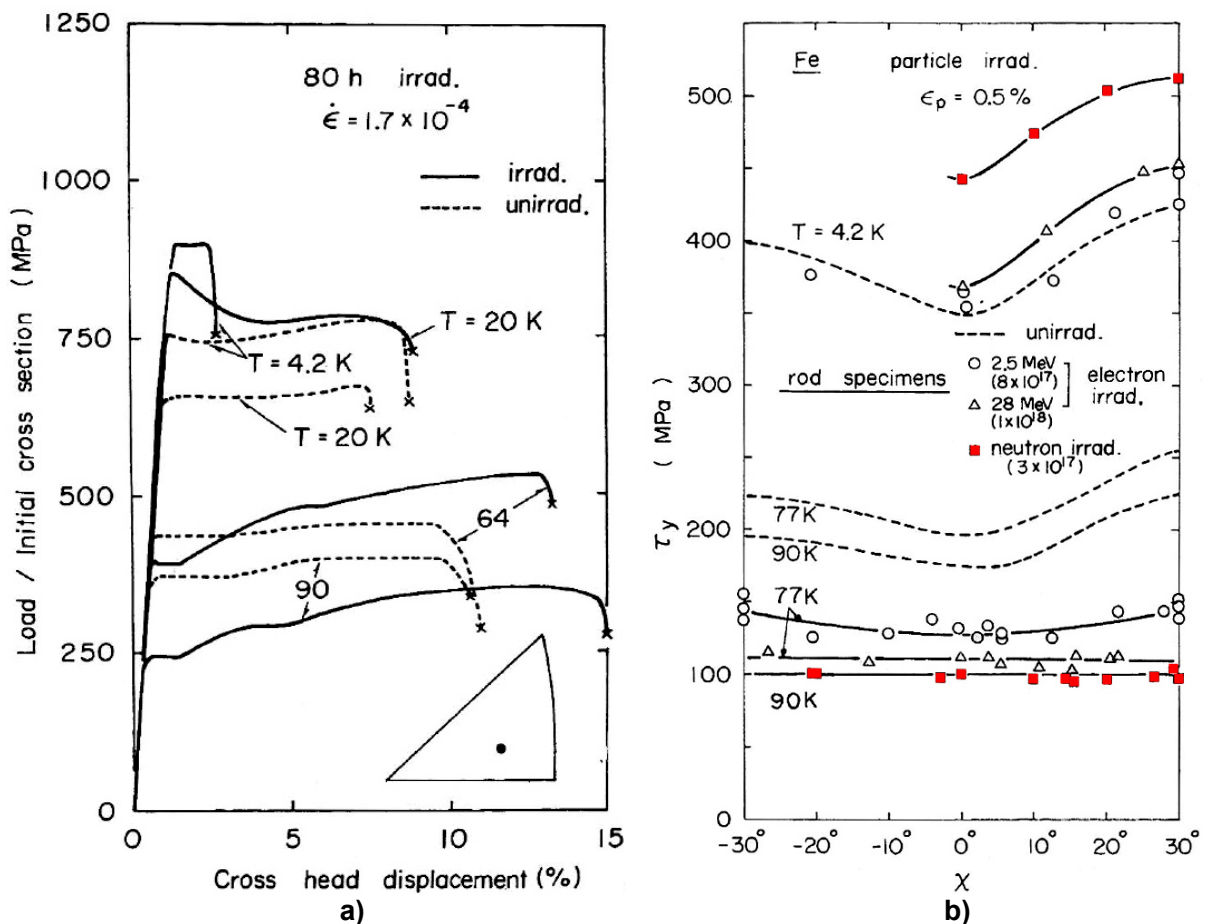 1250
1000
750
500
250
0
Load / Initial cross section (MPa)
80 h irrad.
ε̇ = 1.7 × 10⁻⁴
irrad.
unirrad.
T = 20 K
T = 4.2 K
T = 20 K
64
90
0 5 10 15
Cross head displacement (%)
a)
500
400
300
200
100
0
τy (MPa)
Fe particle irrad.
εp = 0.5 %
T = 4.2 K
unirrad.
rod specimens
2.5 MeV
(8×10¹⁷)
28 MeV
(1×10¹⁸)
electron
irrad.
neutron irrad.
(3×10¹⁷)
77K
90K
77K
90K
-30° -20° -10° 0° 10° 20° 30°
χ
b)